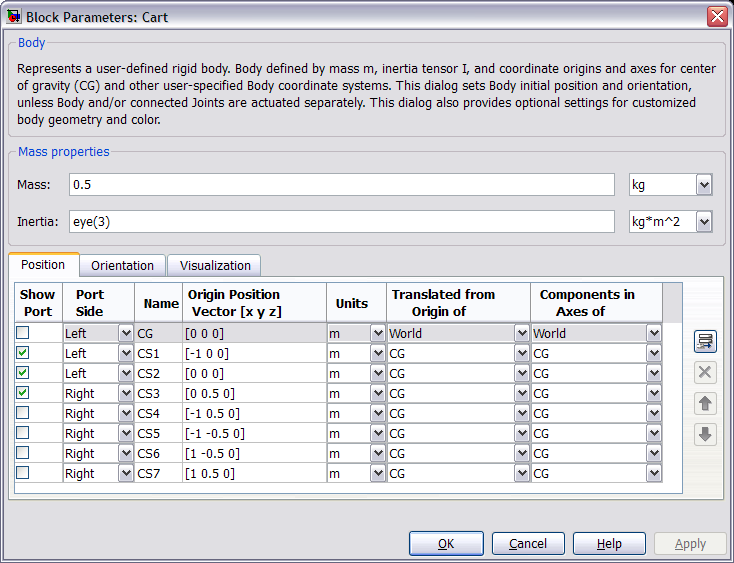 Block Parameters: Cart
Body
Represents a user-defined rigid body. Body defined by mass m, inertia tensor I, and coordinate origins and axes for center
of gravity (CG) and other user-specified Body coordinate systems. This dialog sets Body initial position and orientation,
unless Body and/or connected Joints are actuated separately. This dialog also provides optional settings for customized
body geometry and color.
Mass properties
Mass: 0.5 kg
Inertia: eye(3) kg*m^2
Position Orientation Visualization
Show Port Origin Position Translated from Components in
Port Side Name Vector [x y z] Units Origin of Axes of
Left CG [0 0 0] m World World
Left CS1 [-1 0 0] m CG CG
Left CS2 [0 0 0] m CG CG
Right CS3 [0 0.5 0] m CG CG
Right CS4 [-1 0.5 0] m CG CG
Right CS5 [-1 -0.5 0] m CG CG
Right CS6 [1 -0.5 0] m CG CG
Right CS7 [1 0.5 0] m CG CG
OK Cancel Help Apply